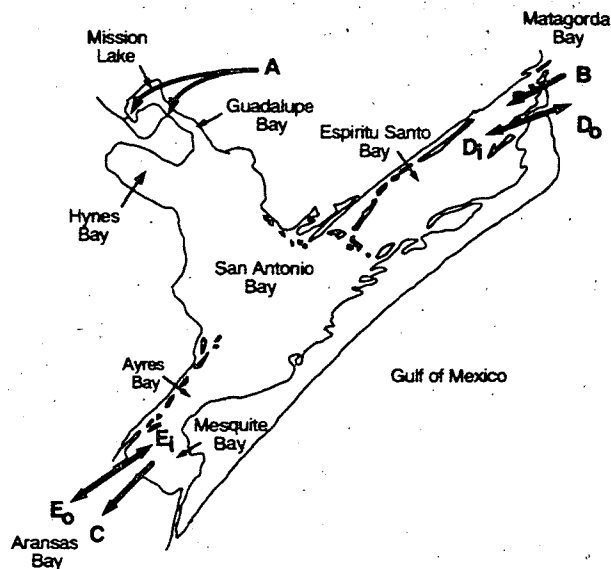 Matagorda
Bay
Mission
Lake
A
B
Guadalupe
Bay
Espiritu Santo
Bay
Di
Do
Hynes
Bay
San Antonio
Bay
Ayres
Bay
Gulf of Mexico
Mesquite
Bay
Ei
Eo
C
Aransas
Bay